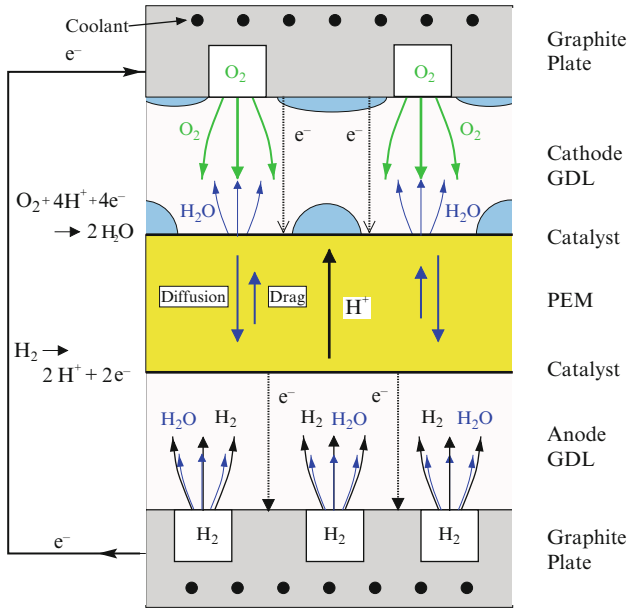 Coolant
e⁻
Graphite
Plate
O₂
O₂
O₂
e⁻
e⁻
O₂
Cathode
GDL
O₂ + 4H⁺ + 4e⁻
→ 2 H₂O
H₂O
H₂O
Catalyst
Diffusion
Drag
H⁺
PEM
H₂ →
2 H⁺ + 2e⁻
Catalyst
e⁻
e⁻
H₂O
H₂
H₂
H₂O
H₂
H₂O
Anode
GDL
e⁻
H₂
H₂
H₂
Graphite
Plate